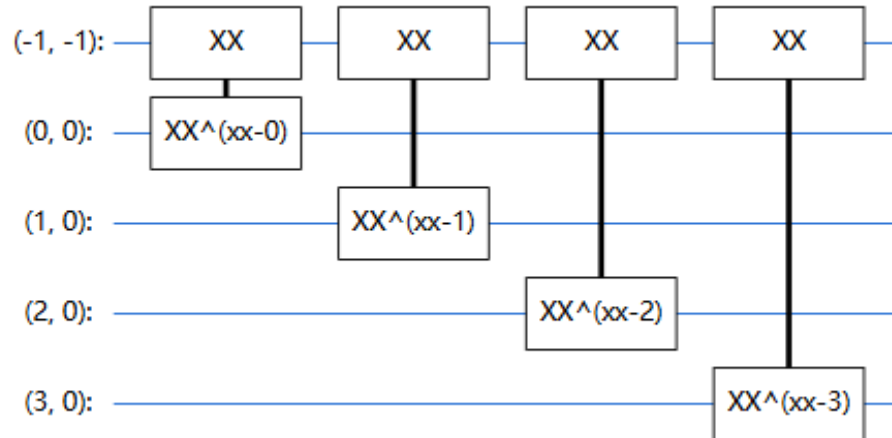 (-1, -1): XX XX XX XX
(0, 0): XX^(xx-0)
(1, 0): XX^(xx-1)
(2, 0): XX^(xx-2)
(3, 0): XX^(xx-3)